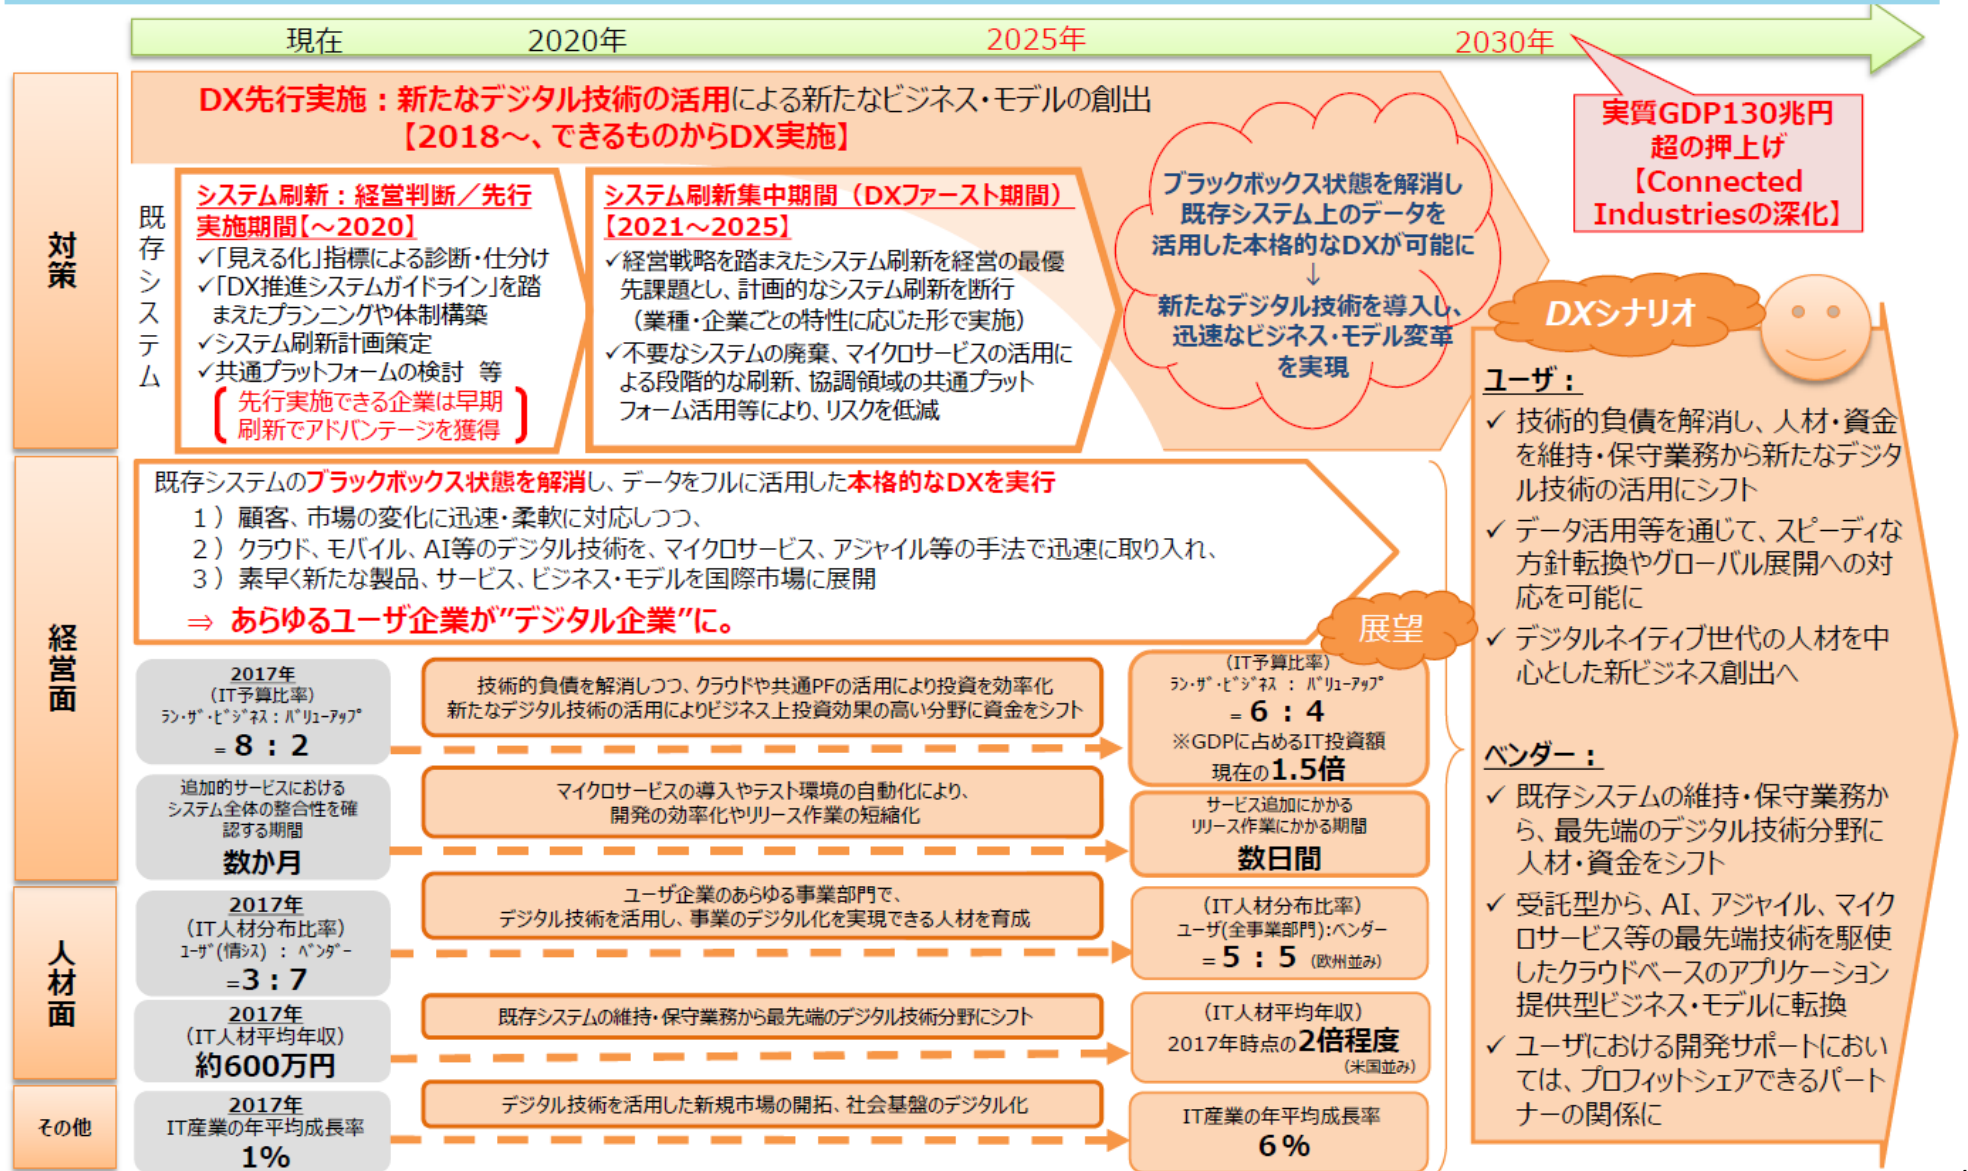 現在
2020年
2025年
2030年
実質GDP130兆円
超の押上げ
【Connected
Industriesの深化】
対策
DX先行実施：新たなデジタル技術の活用による新たなビジネス・モデルの創出
【2018～、できるものからDX実施】
既存システム
システム刷新：経営判断／先行
実施期間【～2020】
✓「見える化」指標による診断・仕分け
✓「DX推進システムガイドライン」を踏
まえたプランニングや体制構築
✓システム刷新計画策定
✓共通プラットフォームの検討 等
先行実施できる企業は早期
刷新でアドバンテージを獲得
システム刷新集中期間（DXファースト期間）
【2021～2025】
✓経営戦略を踏まえたシステム刷新を経営の最優
先課題とし、計画的なシステム刷新を断行
（業種・企業ごとの特性に応じた形で実施）
✓不要なシステムの廃棄、マイクロサービスの活用に
よる段階的な刷新、協調領域の共通プラット
フォーム活用等により、リスクを低減
ブラックボックス状態を解消し
既存システム上のデータを
活用した本格的なDXが可能に
↓
新たなデジタル技術を導入し、
迅速なビジネス・モデル変革
を実現
経営面
既存システムのブラックボックス状態を解消し、データをフルに活用した本格的なDXを実行
１）顧客、市場の変化に迅速・柔軟に対応しつつ、
２）クラウド、モバイル、AI等のデジタル技術を、マイクロサービス、アジャイル等の手法で迅速に取り入れ、
３）素早く新たな製品、サービス、ビジネス・モデルを国際市場に展開
⇒ あらゆるユーザ企業が”デジタル企業”に。
展望
2017年
（IT予算比率）
ﾗﾝ･ｻﾞ･ﾋﾞｼﾞﾈｽ：ﾊﾞﾘｭｰｱｯﾌﾟ
= 8：2
技術的負債を解消しつつ、クラウドや共通PFの活用により投資を効率化
新たなデジタル技術の活用によりビジネス上投資効果の高い分野に資金をシフト
（IT予算比率）
ﾗﾝ･ｻﾞ･ﾋﾞｼﾞﾈｽ：ﾊﾞﾘｭｰｱｯﾌﾟ
= 6：4
※GDPに占めるIT投資額
現在の1.5倍
追加的サービスにおける
システム全体の整合性を確
認する期間
数か月
マイクロサービスの導入やテスト環境の自動化により、
開発の効率化やリリース作業の短縮化
サービス追加にかかる
リリース作業にかかる期間
数日間
人材面
2017年
（IT人材分布比率）
ﾕｰｻﾞ(情ｼｽ)：ﾍﾞﾝﾀﾞｰ
=3：7
ユーザ企業のあらゆる事業部門で、
デジタル技術を活用し、事業のデジタル化を実現できる人材を育成
（IT人材分布比率）
ユーザ(全事業部門):ベンダー
= 5：5（欧州並み）
2017年
（IT人材平均年収）
約600万円
既存システムの維持・保守業務から最先端のデジタル技術分野にシフト
（IT人材平均年収）
2017年時点の2倍程度
（米国並み）
その他
2017年
IT産業の年平均成長率
1%
デジタル技術を活用した新規市場の開拓、社会基盤のデジタル化
IT産業の年平均成長率
6%
DXシナリオ
ユーザ：
✓ 技術的負債を解消し、人材・資金
を維持・保守業務から新たなデジタ
ル技術の活用にシフト
✓ データ活用等を通じて、スピーディな
方針転換やグローバル展開への対
応を可能に
✓ デジタルネイティブ世代の人材を中
心とした新ビジネス創出へ
ベンダー：
✓ 既存システムの維持・保守業務か
ら、最先端のデジタル技術分野に
人材・資金をシフト
✓ 受託型から、AI、アジャイル、マイク
ロサービス等の最先端技術を駆使
したクラウドベースのアプリケーション
提供型ビジネス・モデルに転換
✓ ユーザにおける開発サポートにおい
ては、プロフィットシェアできるパート
ナーの関係に